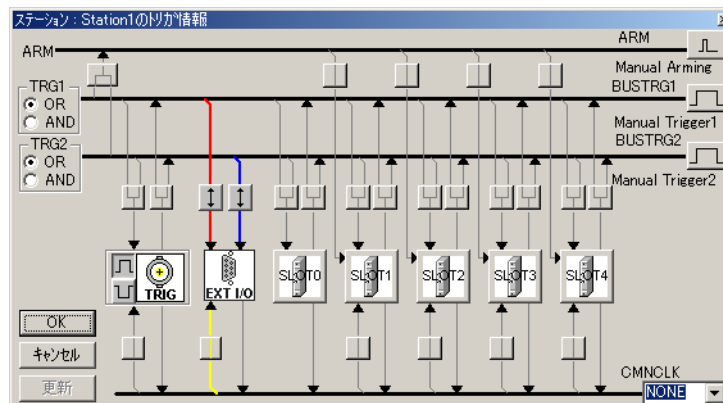 ステーション：Station1のﾄﾘｶﾞ情報
ARM
ARM
Manual Arming
TRG1
OR
AND
BUSTRG1
Manual Trigger1
TRG2
OR
AND
BUSTRG2
Manual Trigger2
TRIG
EXT I/O
SLOT0
SLOT1
SLOT2
SLOT3
SLOT4
OK
ｷｬﾝｾﾙ
更新
CMNCLK
NONE